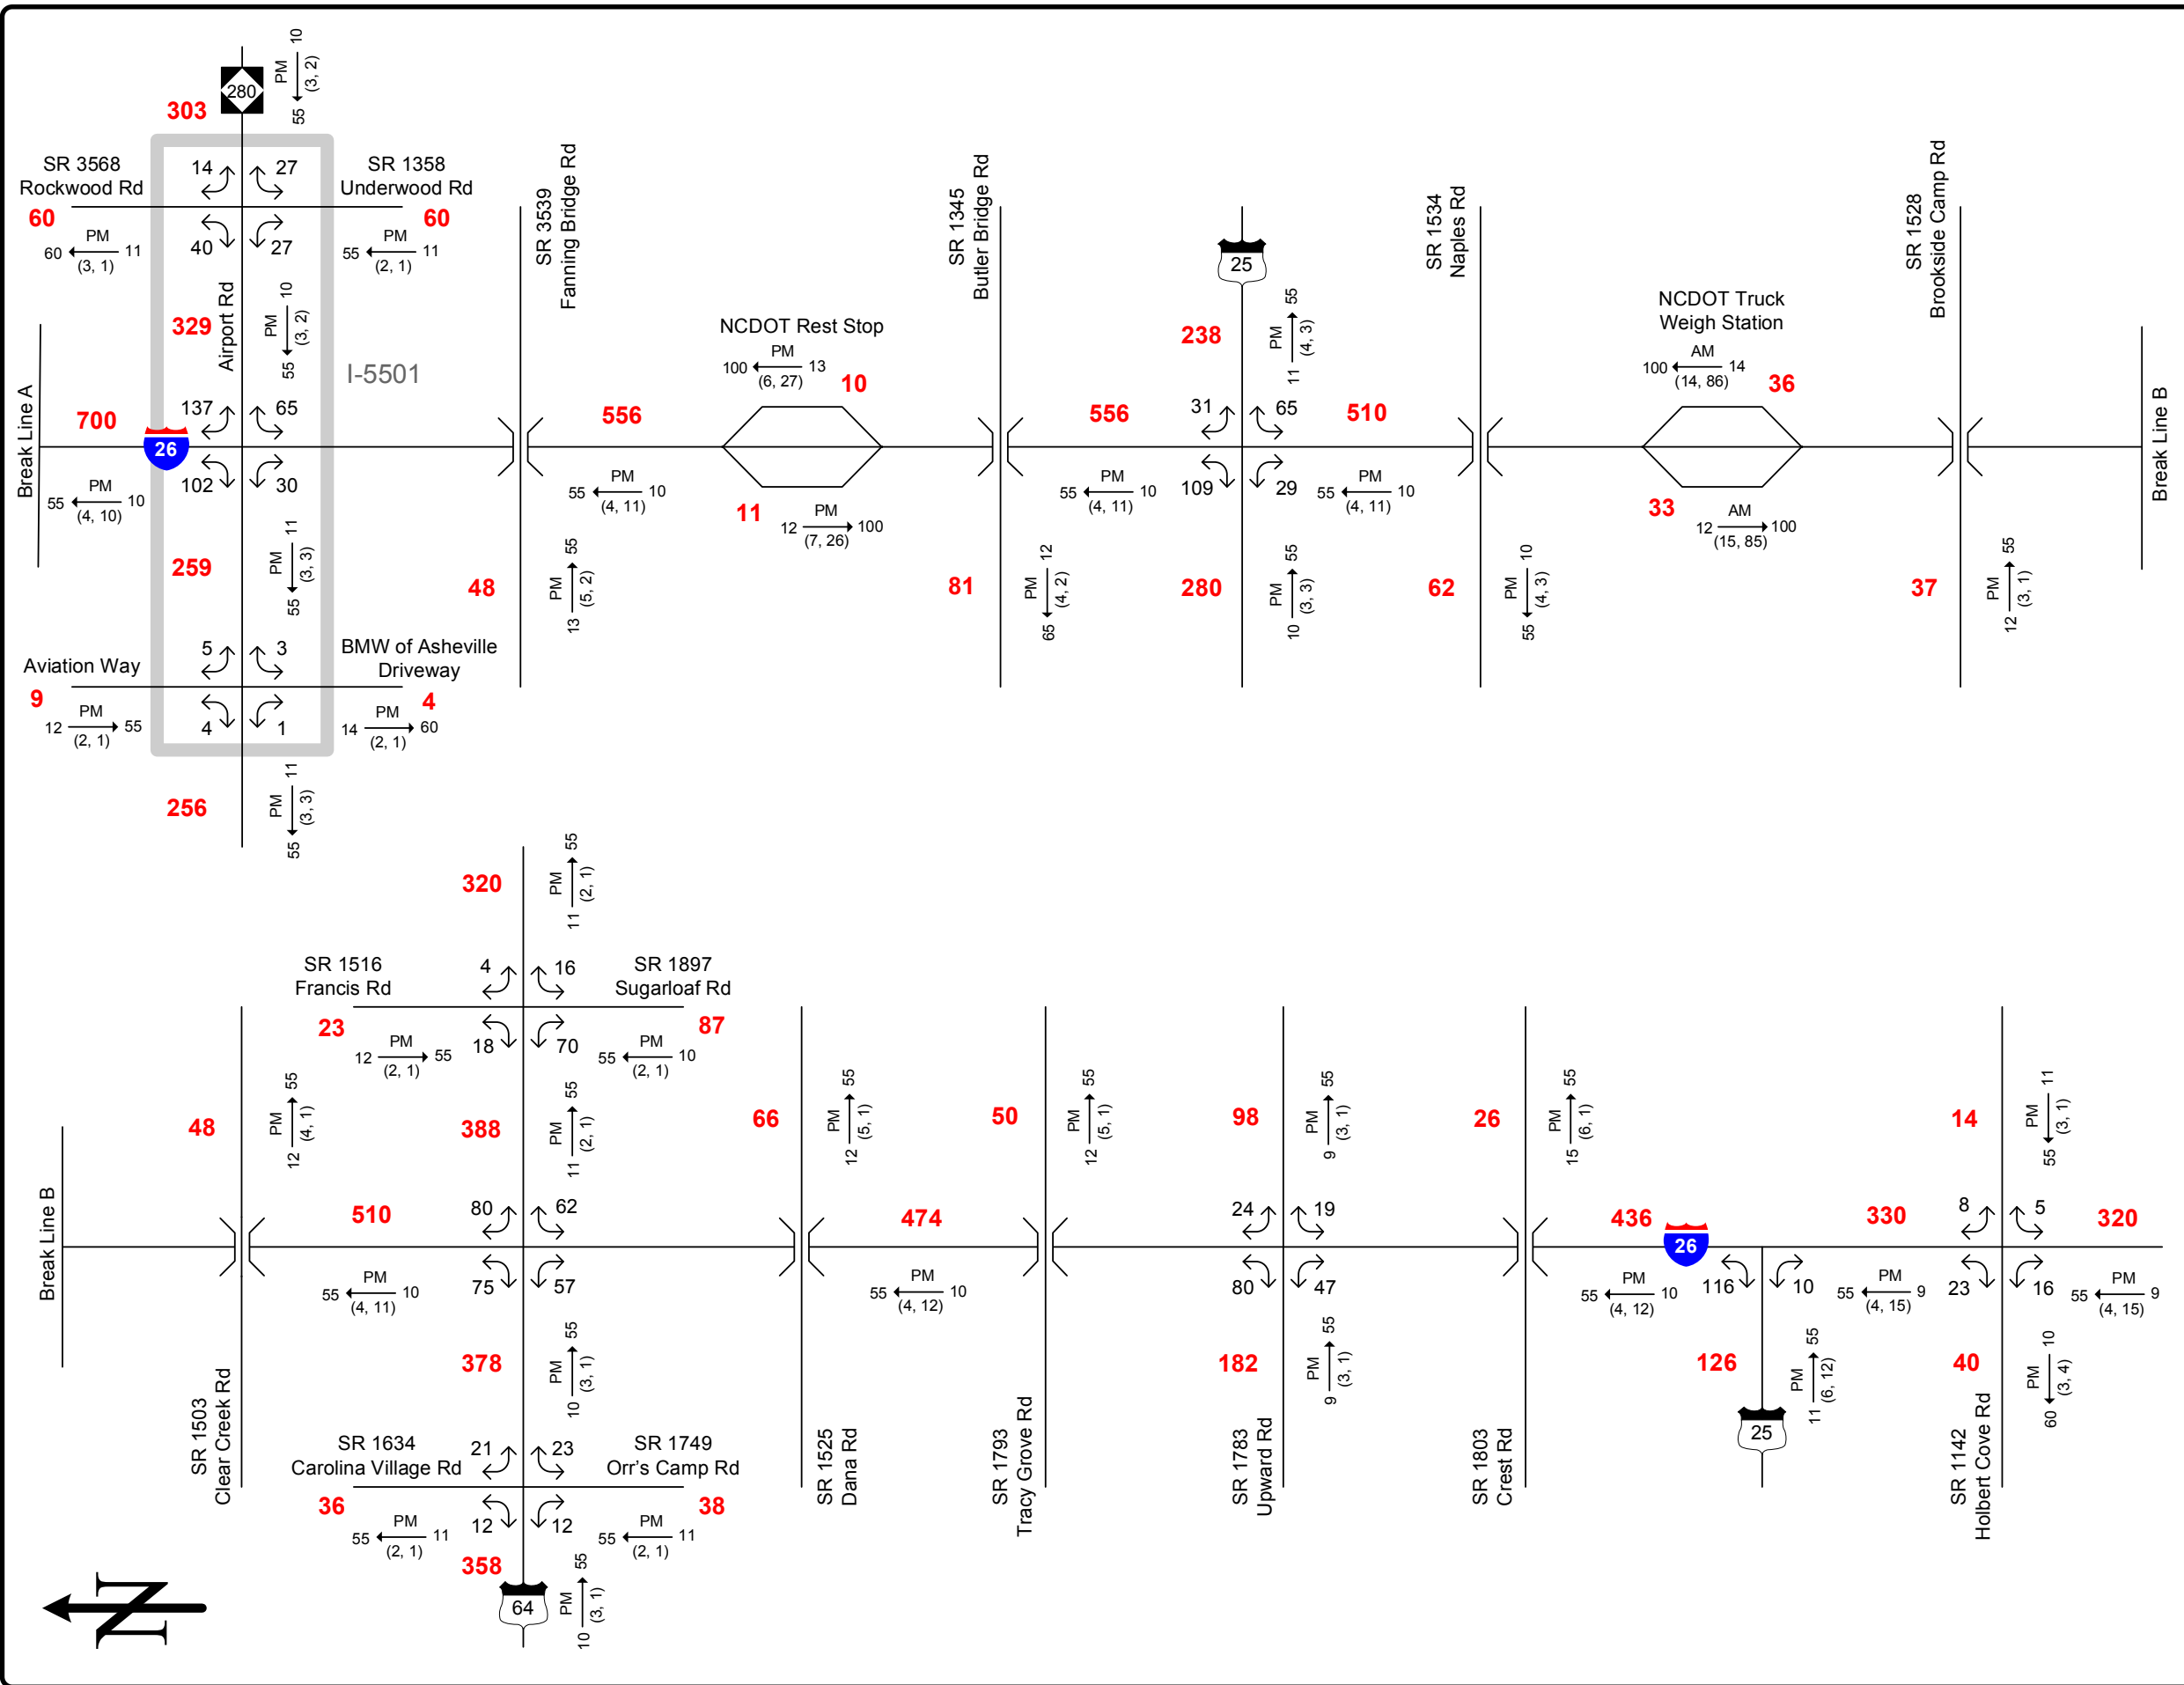 280
303
10
PM
(3, 2)
55
SR 3568
Rockwood Rd
60
60 PM 11
(3, 1)
14
27
40
27
SR 1358
Underwood Rd
60
55 PM 11
(2, 1)
329
Airport Rd
10
PM
(3, 2)
55
I-5501
Break Line A
700
26
55 PM 10
(4, 10)
137
65
102
30
259
11
PM
(3, 3)
55
Aviation Way
9
12 PM 55
(2, 1)
5
3
4
1
BMW of Asheville
Driveway
4
14 PM 60
(2, 1)
256
11
PM
(3, 3)
55
SR 3539
Fanning Bridge Rd
48
13 PM 55
(5, 2)
556
55 PM 10
(4, 11)
NCDOT Rest Stop
100 PM 13
(6, 27)
10
11
12 PM 100
(7, 26)
SR 1345
Butler Bridge Rd
81
12
PM
(4, 2)
65
556
55 PM 10
(4, 11)
25
238
11 PM 55
(4, 3)
31
65
109
29
280
10 PM 55
(3, 3)
510
55 PM 10
(4, 11)
SR 1534
Naples Rd
62
10
PM
(4, 3)
55
NCDOT Truck
Weigh Station
100 AM 14
(14, 86)
36
33
12 AM 100
(15, 85)
SR 1528
Brookside Camp Rd
37
12 PM 55
(3, 1)
Break Line B
Break Line B
48
12 PM 55
(4, 1)
SR 1503
Clear Creek Rd
510
55 PM 10
(4, 11)
320
11 PM 55
(2, 1)
SR 1516
Francis Rd
23
12 PM 55
(2, 1)
4
16
18
70
SR 1897
Sugarloaf Rd
87
55 PM 10
(2, 1)
388
11 PM 55
(2, 1)
80
62
75
57
378
10 PM 55
(3, 1)
SR 1634
Carolina Village Rd
36
55 PM 11
(2, 1)
21
23
12
12
SR 1749
Orr's Camp Rd
38
55 PM 11
(2, 1)
358
64
10 PM 55
(3, 1)
66
12 PM 55
(5, 1)
SR 1525
Dana Rd
474
55 PM 10
(4, 12)
50
12 PM 55
(5, 1)
SR 1793
Tracy Grove Rd
98
9 PM 55
(3, 1)
24
19
80
47
182
9 PM 55
(3, 1)
SR 1783
Upward Rd
26
15 PM 55
(6, 1)
SR 1803
Crest Rd
436
26
55 PM 10
(4, 12)
116
10
126
11 PM 55
(6, 12)
25
330
55 PM 9
(4, 15)
14
11
PM
(3, 1)
55
8
5
23
16
320
55 PM 9
(4, 15)
40
10
PM
(3, 4)
60
SR 1142
Holbert Cove Rd
N